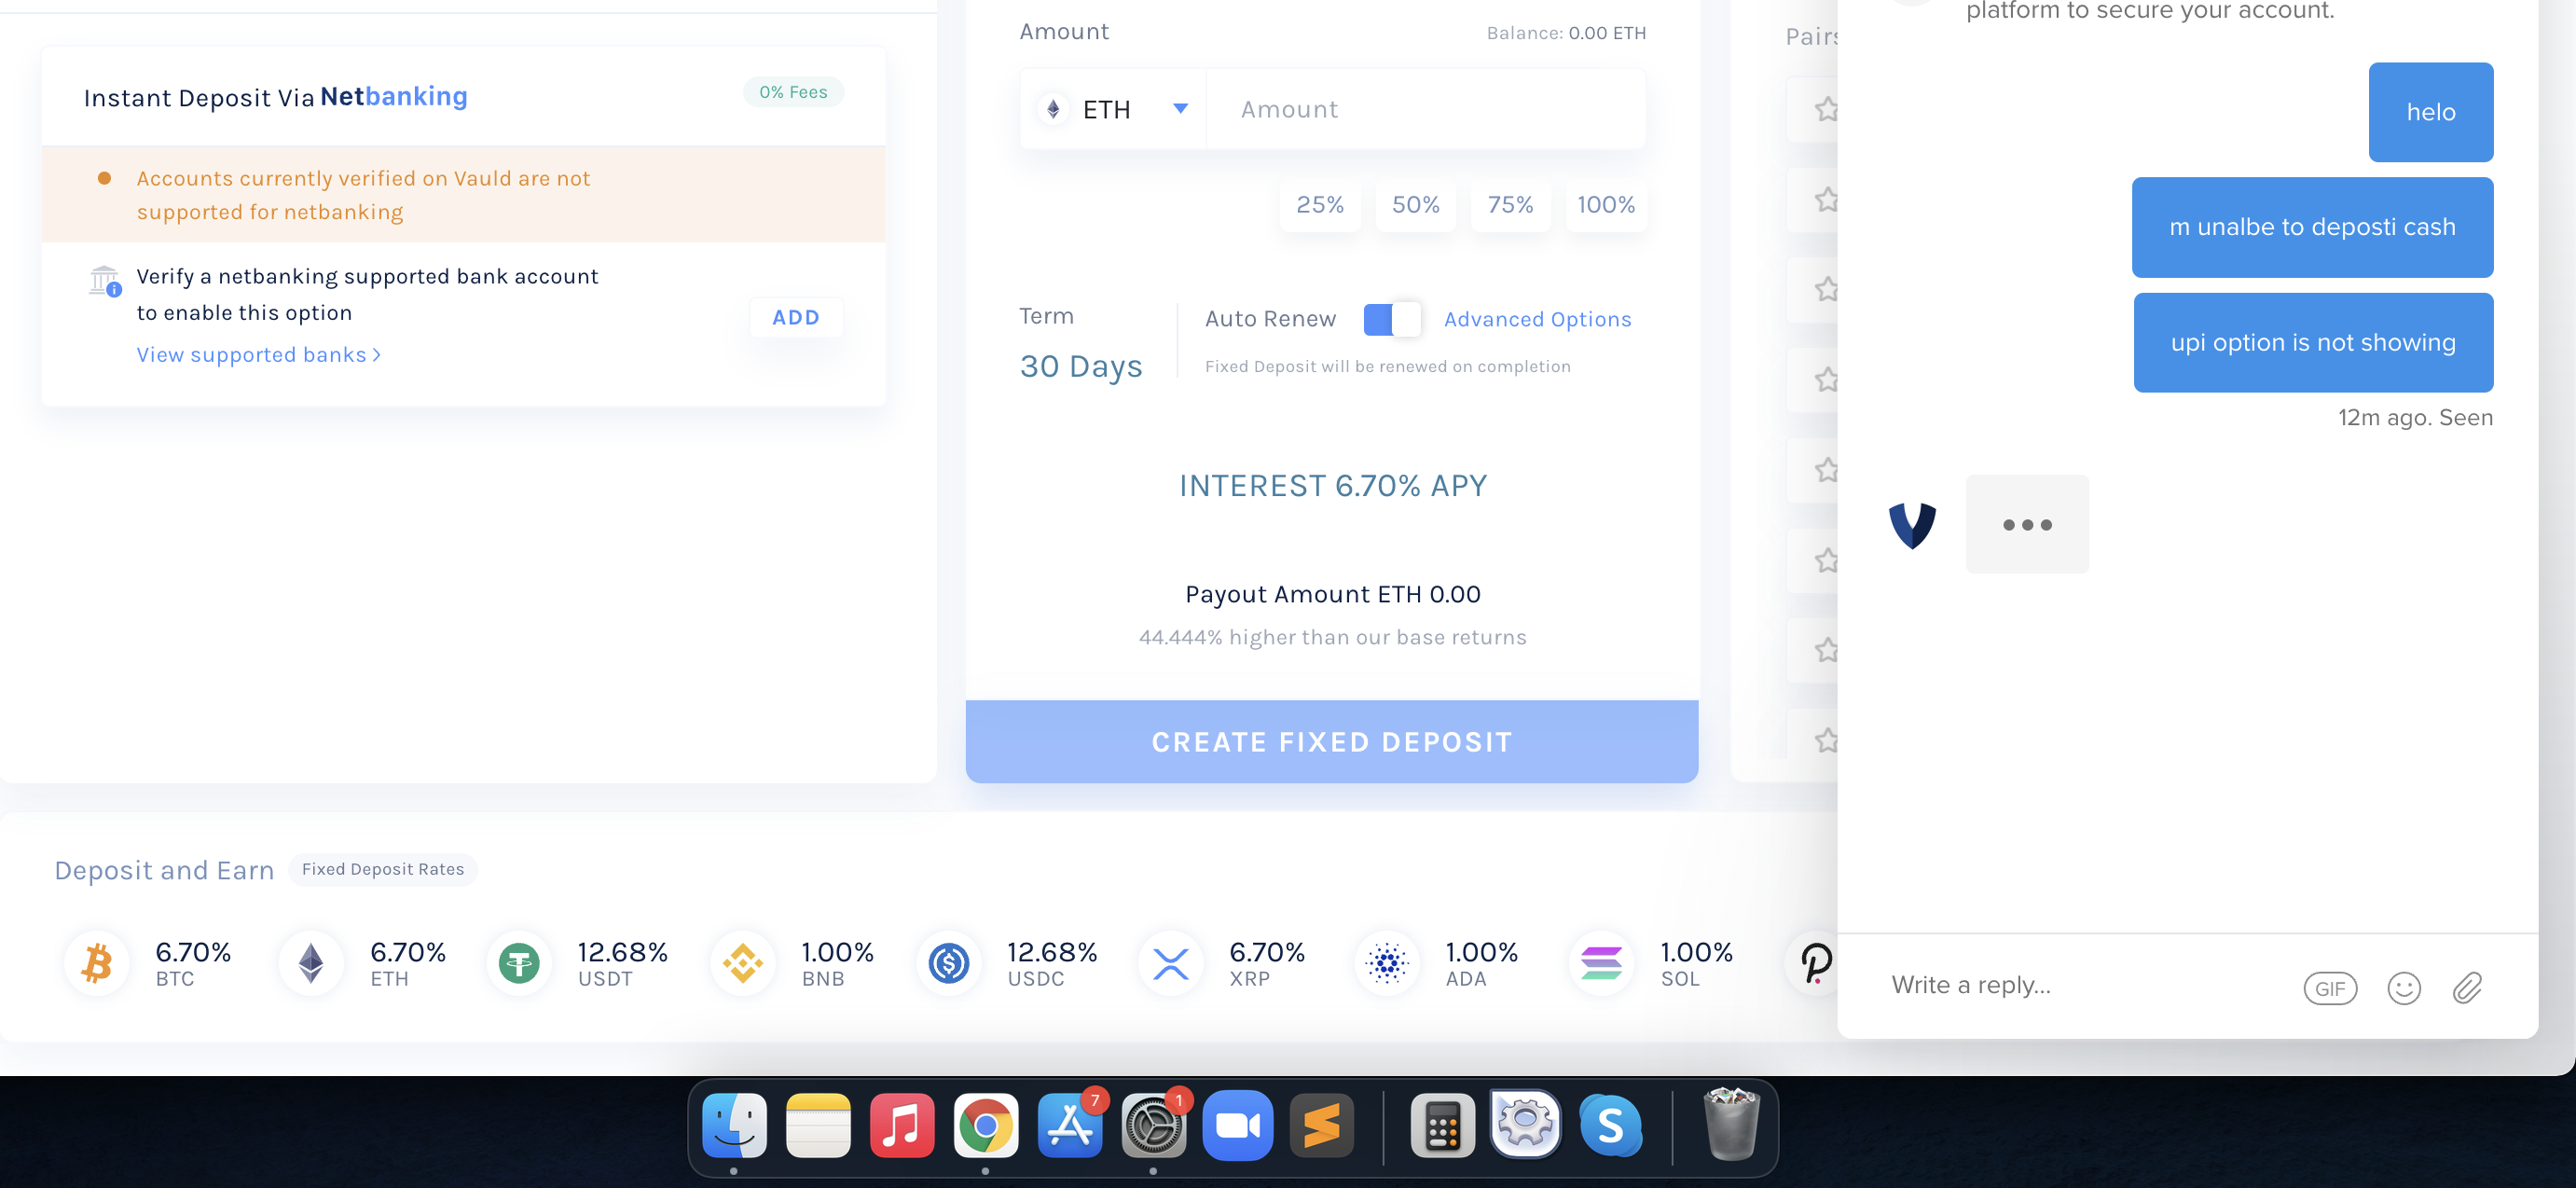 Instant Deposit Via Netbanking
0% Fees
Accounts currently verified on Vauld are not
supported for netbanking
Verify a netbanking supported bank account
to enable this option
ADD
View supported banks >
Amount
Balance: 0.00 ETH
ETH
Amount
25%
50%
75%
100%
Term
30 Days
Auto Renew
Advanced Options
Fixed Deposit will be renewed on completion
INTEREST 6.70% APY
Payout Amount ETH 0.00
44.444% higher than our base returns
CREATE FIXED DEPOSIT
Pairs
platform to secure your account.
helo
m unalbe to deposti cash
upi option is not showing
12m ago. Seen
Write a reply...
GIF
Deposit and Earn
Fixed Deposit Rates
6.70%
BTC
6.70%
ETH
12.68%
USDT
1.00%
BNB
12.68%
USDC
6.70%
XRP
1.00%
ADA
1.00%
SOL
7
1